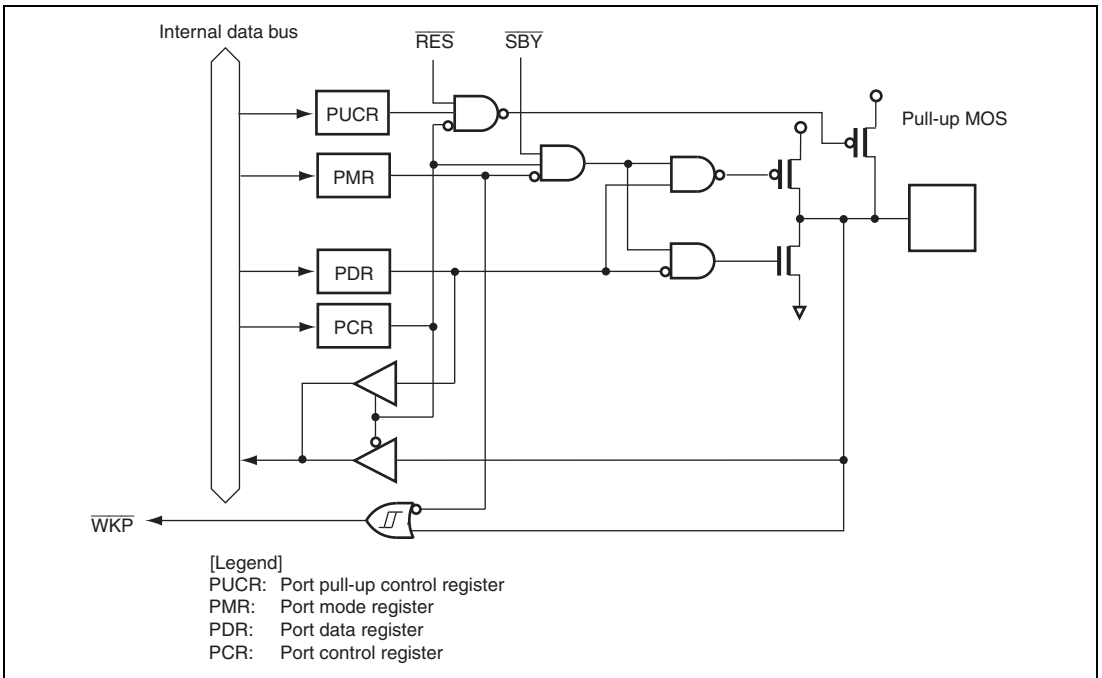 Internal data bus
RES
SBY
PUCR
Pull-up MOS
PMR
PDR
PCR
WKP
[Legend]
PUCR: Port pull-up control register
PMR: Port mode register
PDR: Port data register
PCR: Port control register